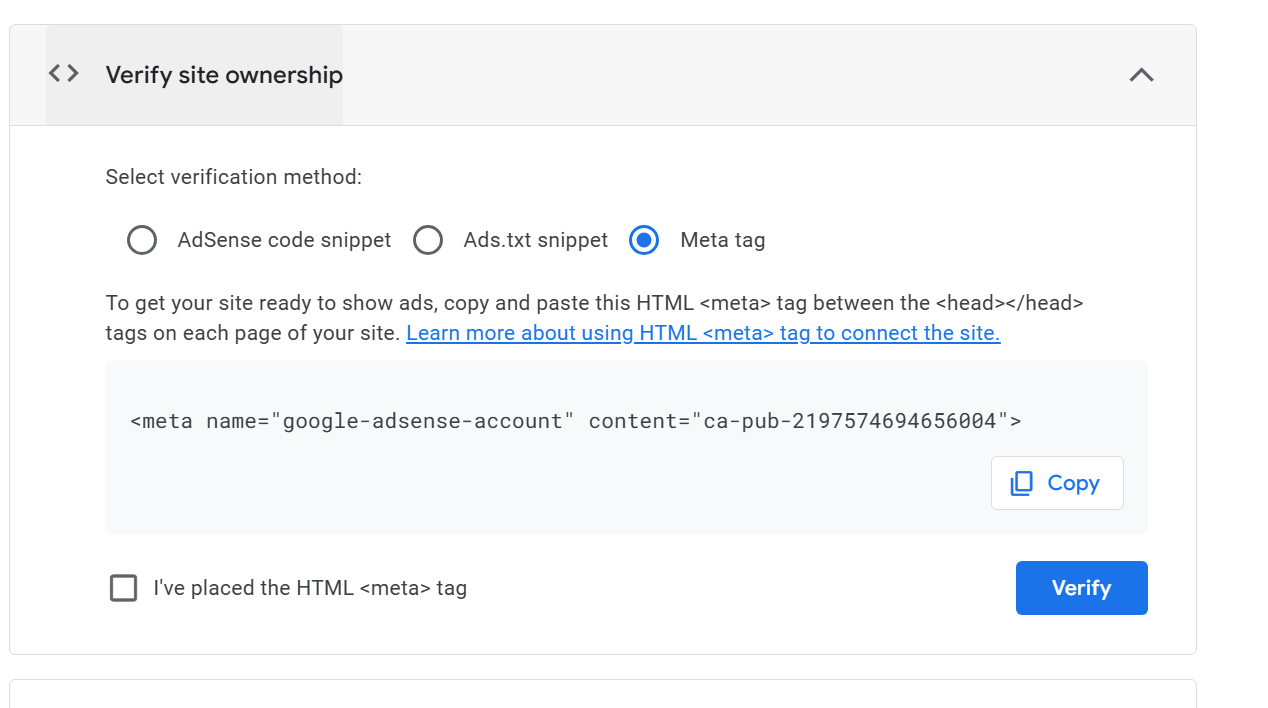 Verify site ownership
Select verification method:
AdSense code snippet Ads.txt snippet Meta tag
To get your site ready to show ads, copy and paste this HTML <meta> tag between the <head></head>
tags on each page of your site. Learn more about using HTML <meta> tag to connect the site.
<meta name="google-adsense-account" content="ca-pub-2197574694656004">
Copy
I've placed the HTML <meta> tag
Verify